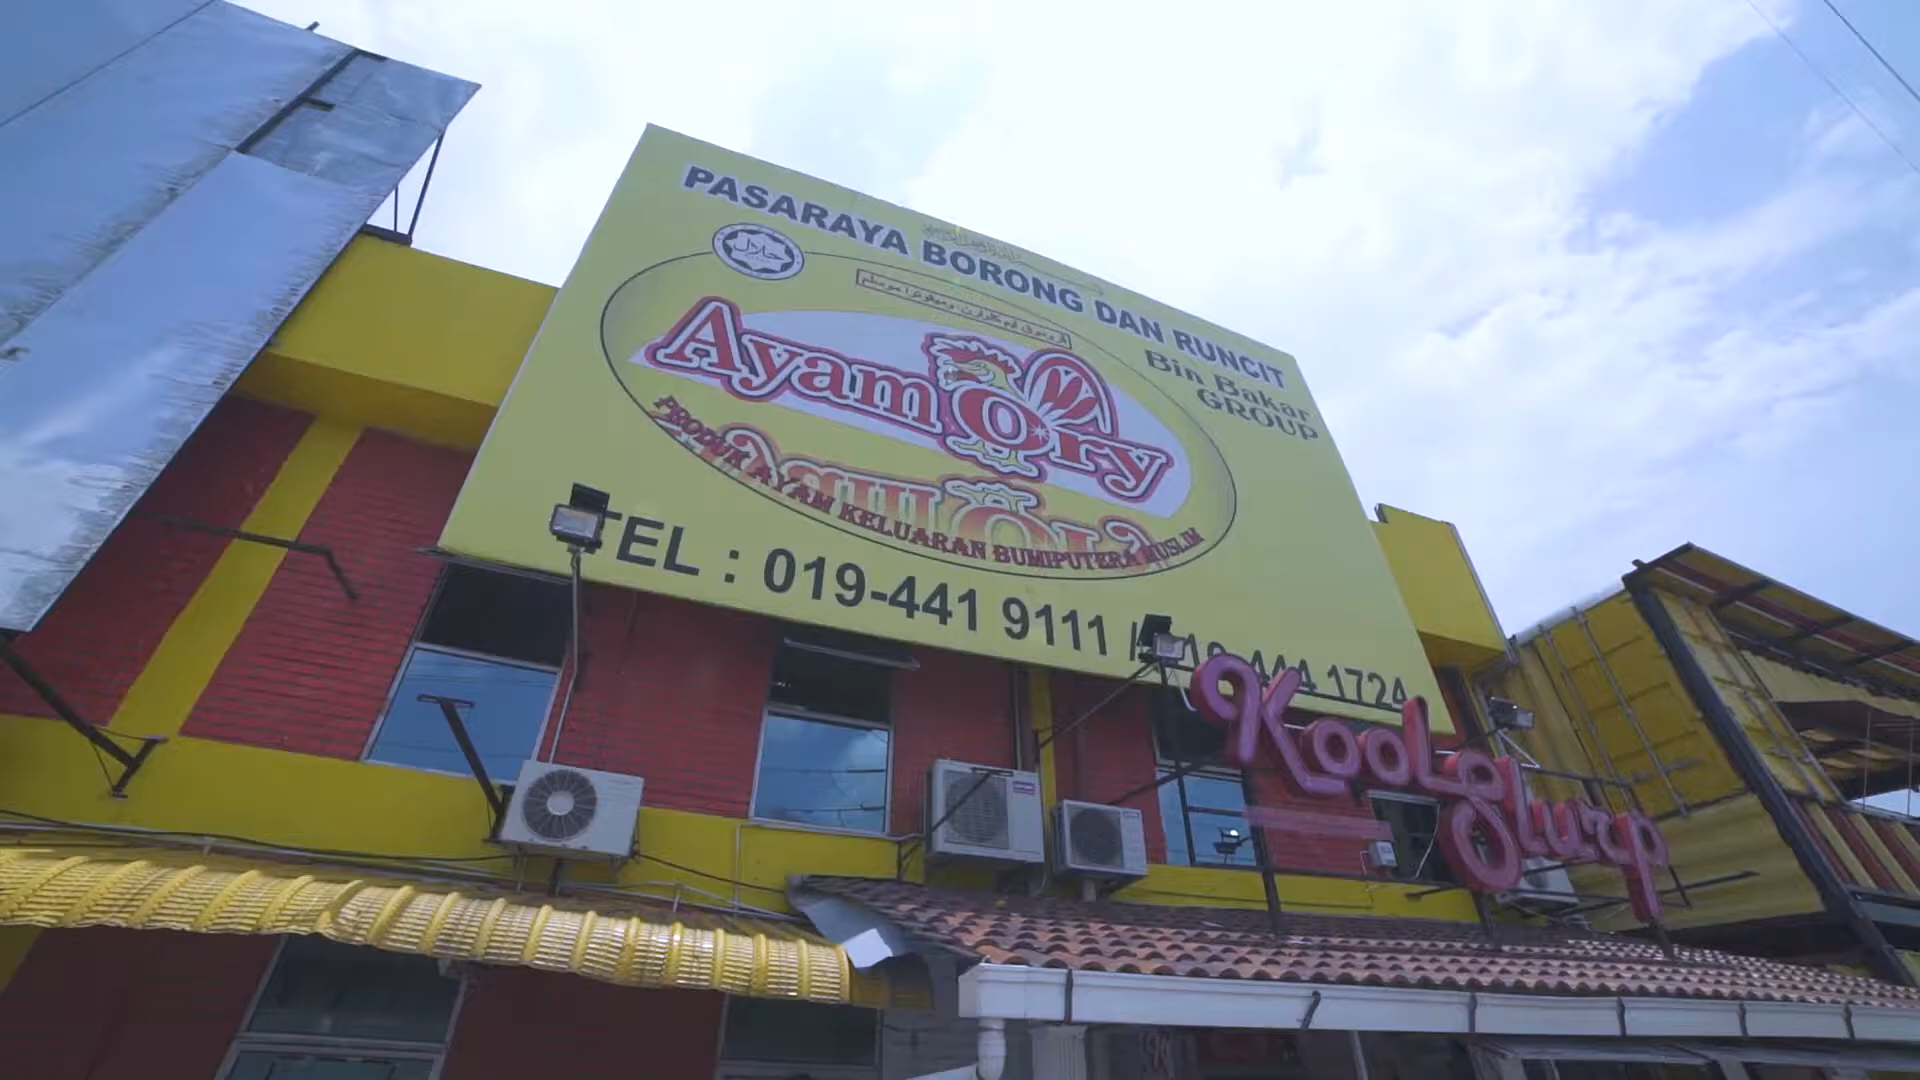 PASARAYA BORONG DAN RUNCIT
Bin BaKar
GROUP
حلال
Ayam Ory
PRODUK AYAM KELUARAN BUMIPUTERA MUSLIM
TEL : 019-441 9111 /
444 1724
Kool Slurp